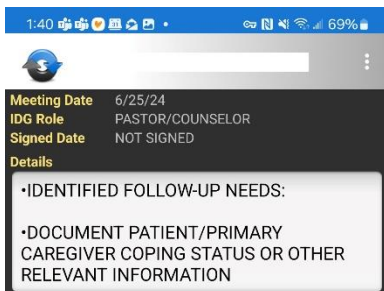 1:40 69%
Meeting Date 6/25/24
IDG Role PASTOR/COUNSELOR
Signed Date NOT SIGNED
Details
•IDENTIFIED FOLLOW-UP NEEDS:
•DOCUMENT PATIENT/PRIMARY
CAREGIVER COPING STATUS OR OTHER
RELEVANT INFORMATION